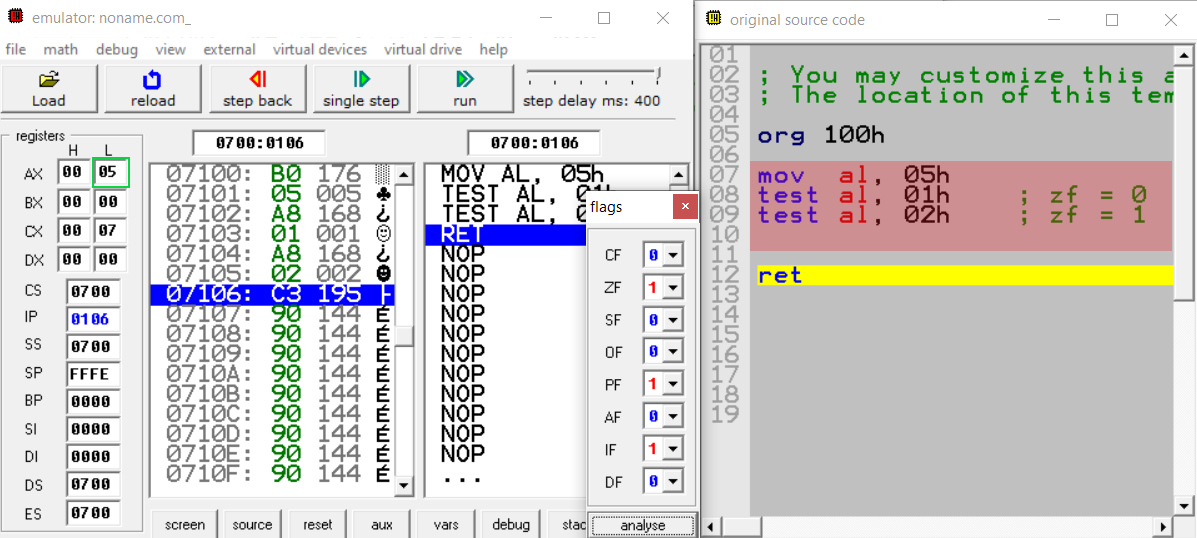 emulator: noname.com_
file math debug view external virtual devices virtual drive help
Load reload step back single step run step delay ms: 400
registers
H L
AX 00 05
BX 00 00
CX 00 07
DX 00 00
CS 0700
IP 0106
SS 0700
SP FFFE
BP 0000
SI 0000
DI 0000
DS 0700
ES 0700
0700:0106
07100: B0 176 ▒
07101: 05 005 ♣
07102: A8 168 ¿
07103: 01 001 ☺
07104: A8 168 ¿
07105: 02 002 ☻
07106: C3 195 ├
07107: 90 144 É
07108: 90 144 É
07109: 90 144 É
0710A: 90 144 É
0710B: 90 144 É
0710C: 90 144 É
0710D: 90 144 É
0710E: 90 144 É
0710F: 90 144 É
0700:0106
MOV AL, 05h
TEST AL, 01h
TEST AL,
RET
NOP
NOP
NOP
NOP
NOP
NOP
NOP
NOP
NOP
NOP
NOP
...
screen source reset aux vars debug
flags
CF 0
ZF 1
SF 0
OF 0
PF 1
AF 0
IF 1
DF 0
analyse
original source code
01
02 ; You may customize this a
03 ; The location of this tem
04
05 org 100h
06
07 mov al, 05h
08 test al, 01h ; zf = 0
09 test al, 02h ; zf = 1
10
11
12 ret
13
14
15
16
17
18
19